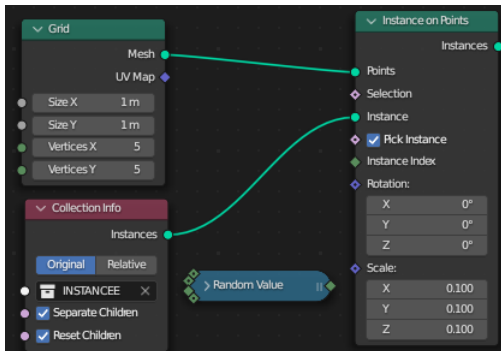 Grid
Mesh
UV Map
Size X 1 m
Size Y 1 m
Vertices X 5
Vertices Y 5
Collection Info
Instances
Original Relative
INSTANCEE
Separate Children
Reset Children
Random Value
Instance on Points
Instances
Points
Selection
Instance
Pick Instance
Instance Index
Rotation:
X 0°
Y 0°
Z 0°
Scale:
X 0.100
Y 0.100
Z 0.100